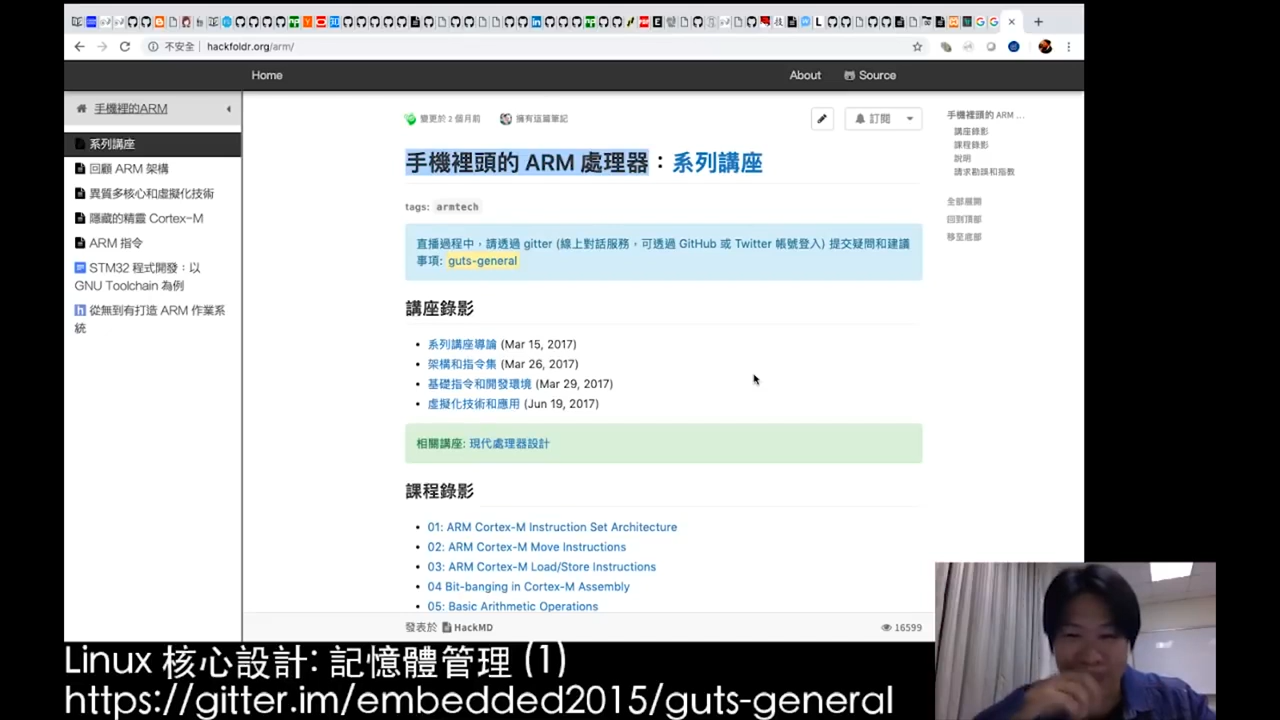 不安全 hackfoldr.org/arm/
Home About Source
手機裡的ARM
系列講座
回顧 ARM 架構
異質多核心和虛擬化技術
隱藏的精靈 Cortex-M
ARM 指令
STM32 程式開發：以
GNU Toolchain 為例
從無到有打造 ARM 作業系
統
變更於 2 個月前 擁有這篇筆記
訂閱
手機裡頭的 ARM 處理器：系列講座
tags: armtech
直播過程中，請透過 gitter (線上對話服務，可透過 GitHub 或 Twitter 帳號登入) 提交疑問和建議
事項: guts-general
講座錄影
系列講座導論 (Mar 15, 2017)
架構和指令集 (Mar 26, 2017)
基礎指令和開發環境 (Mar 29, 2017)
虛擬化技術和應用 (Jun 19, 2017)
相關講座: 現代處理器設計
課程錄影
01: ARM Cortex-M Instruction Set Architecture
02: ARM Cortex-M Move Instructions
03: ARM Cortex-M Load/Store Instructions
04 Bit-banging in Cortex-M Assembly
05: Basic Arithmetic Operations
發表於 HackMD 16599
手機裡頭的 ARM ...
講座錄影
課程錄影
說明
請求勘誤和指教
全部展開
回到頂部
移至底部
Linux 核心設計: 記憶體管理 (1)
https://gitter.im/embedded2015/guts-general